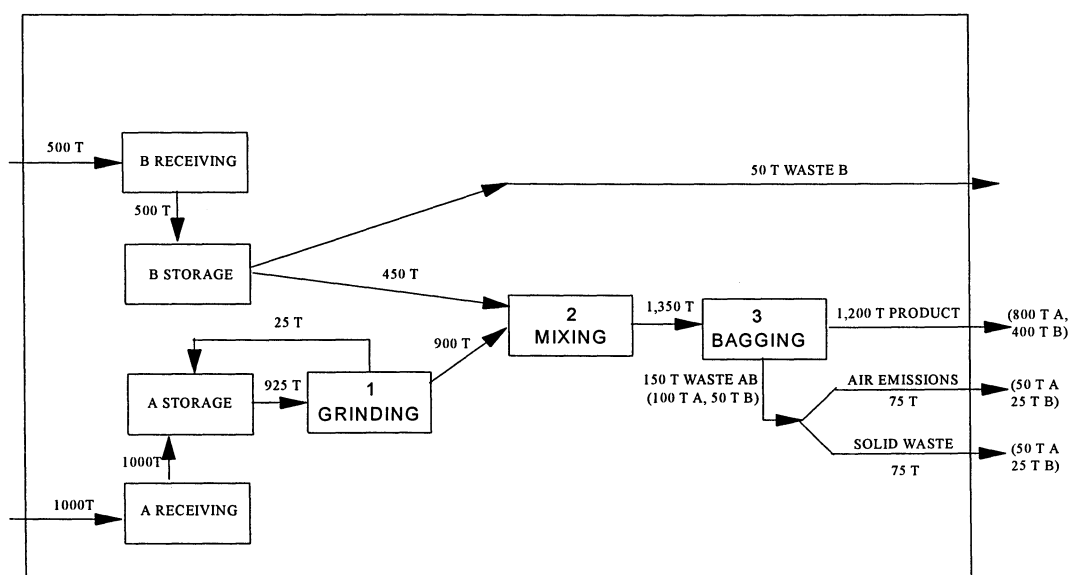 500 T
B RECEIVING
50 T WASTE B
500 T
B STORAGE
450 T
25 T
2
MIXING
1,350 T
3
BAGGING
1,200 T PRODUCT
(800 T A,
400 T B)
900 T
A STORAGE
925 T
1
GRINDING
150 T WASTE AB
(100 T A, 50 T B)
AIR EMISSIONS
75 T
(50 T A
25 T B)
SOLID WASTE
75 T
(50 T A
25 T B)
1000T
1000T
A RECEIVING